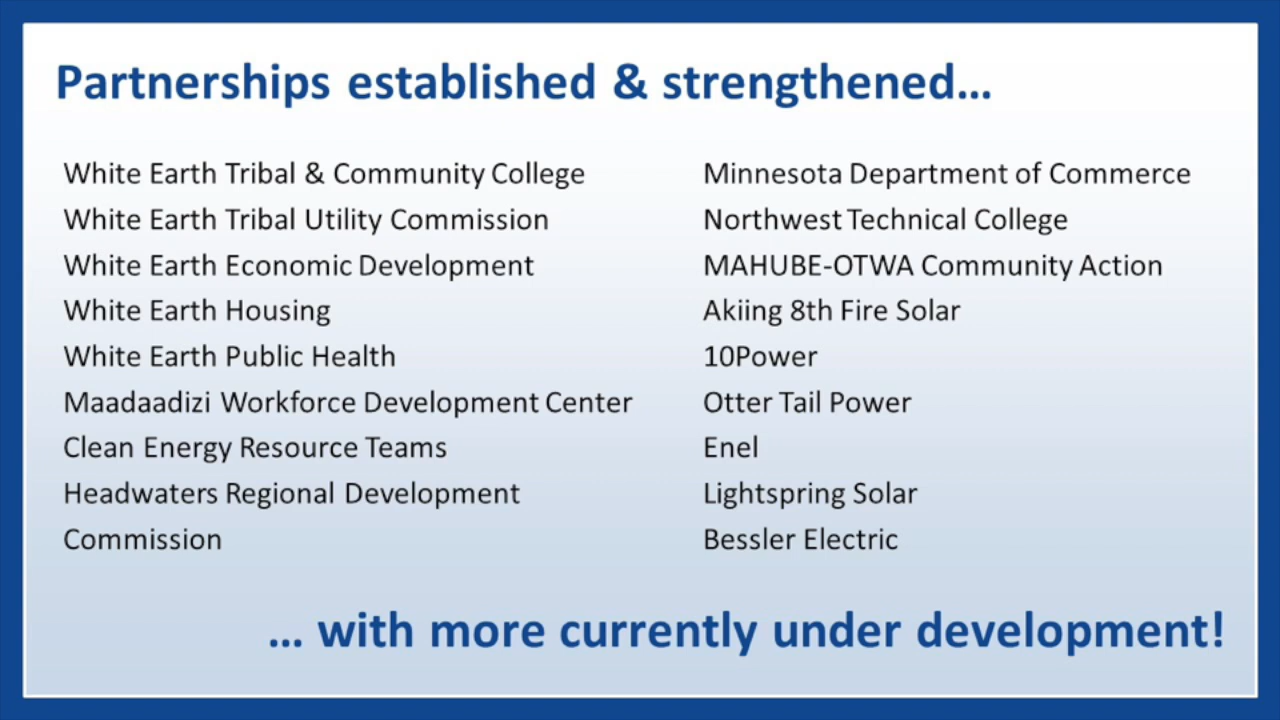 Partnerships established & strengthened…
White Earth Tribal & Community College
White Earth Tribal Utility Commission
White Earth Economic Development
White Earth Housing
White Earth Public Health
Maadaadizi Workforce Development Center
Clean Energy Resource Teams
Headwaters Regional Development
Commission
Minnesota Department of Commerce
Northwest Technical College
MAHUBE-OTWA Community Action
Akiing 8th Fire Solar
10Power
Otter Tail Power
Enel
Lightspring Solar
Bessler Electric
… with more currently under development!